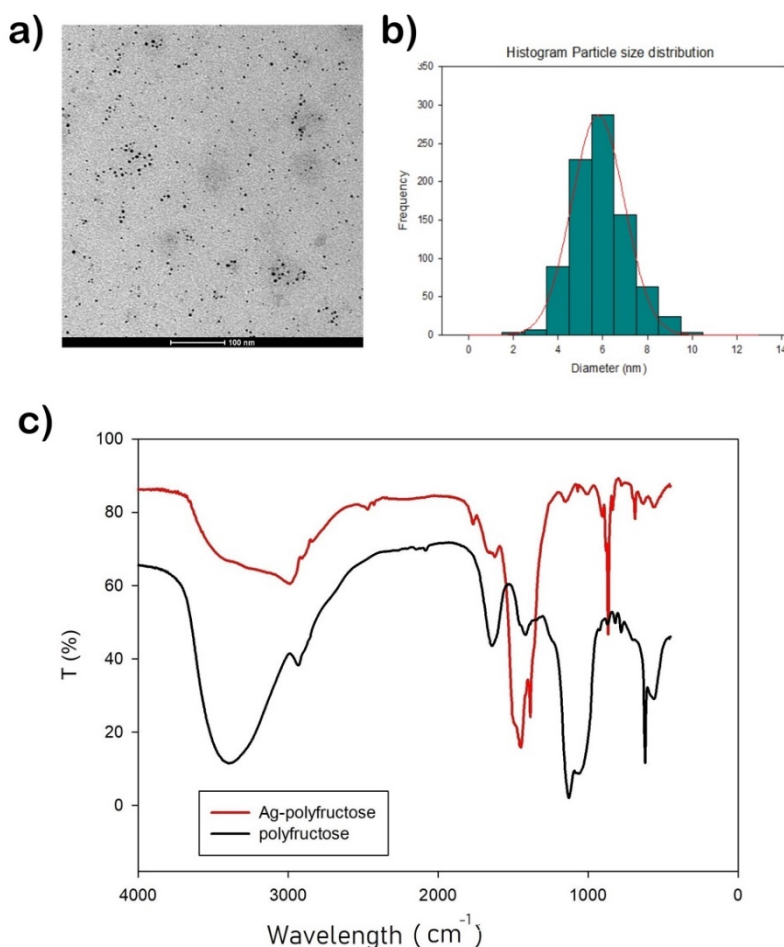 a)
100 nm
b)
Histogram Particle size distribution
350
300
250
200
150
100
50
0
Frequency
0 2 4 6 8 10 12 14
Diameter (nm)
c)
100
80
60
40
20
0
T (%)
Ag-polyfructose
polyfructose
4000 3000 2000 1000 0
Wavelength (cm⁻¹)